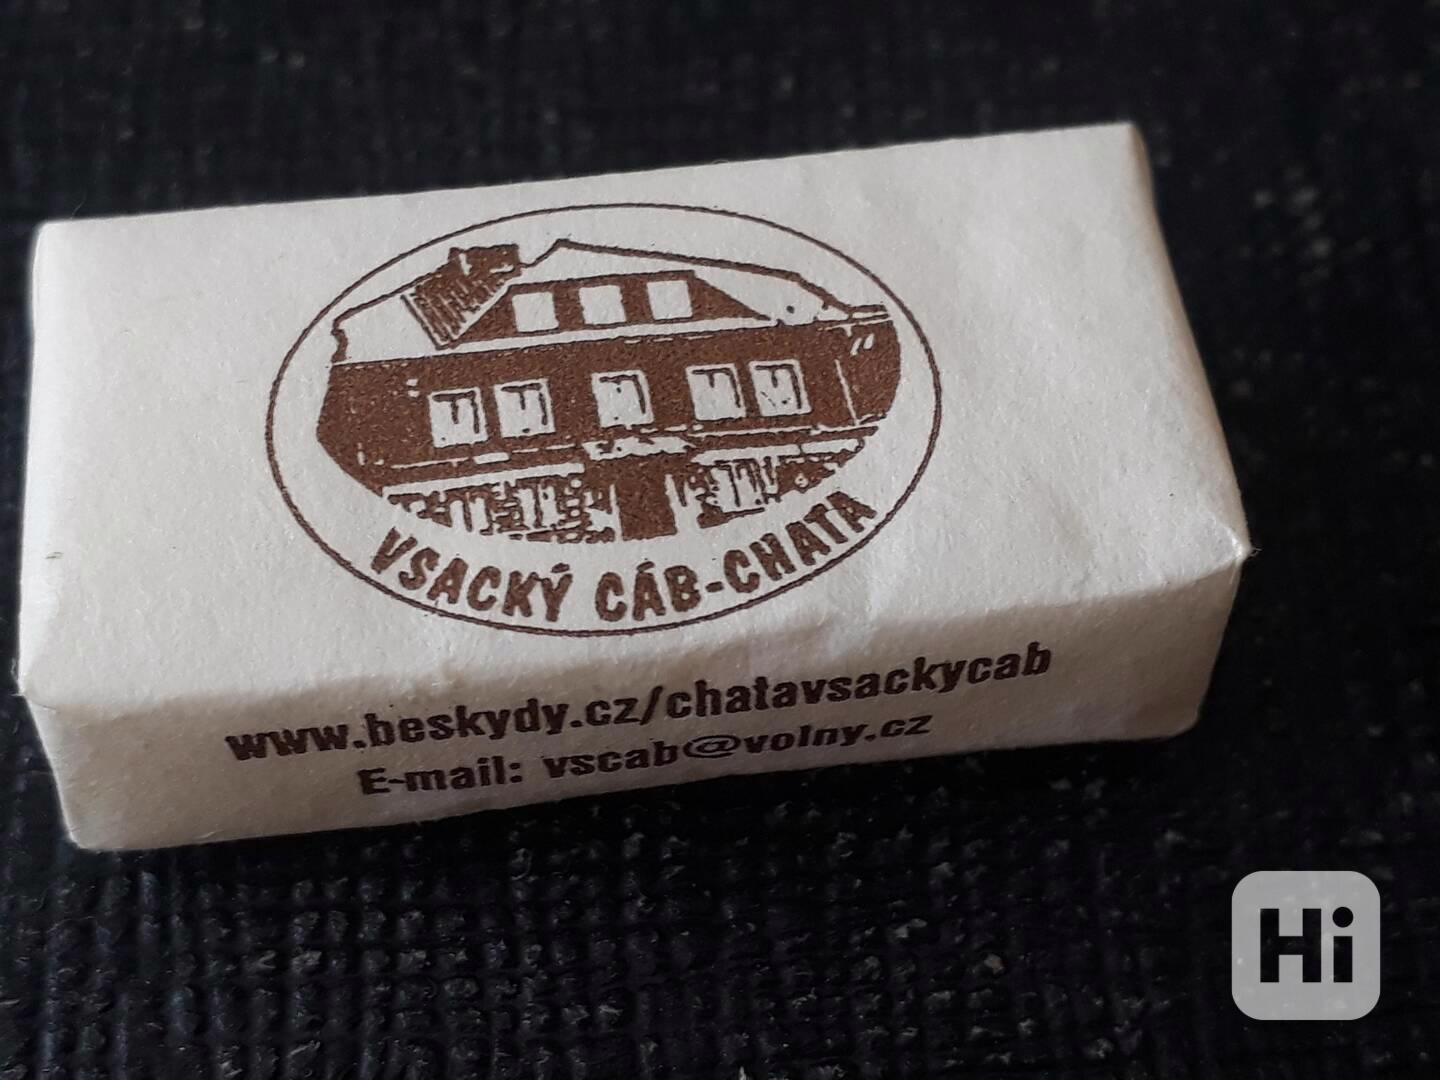 VSACKÝ CÁB-CHATA
www.beskydy.cz/chatavsackycab
E-mail: vscab@volny.cz
Hi